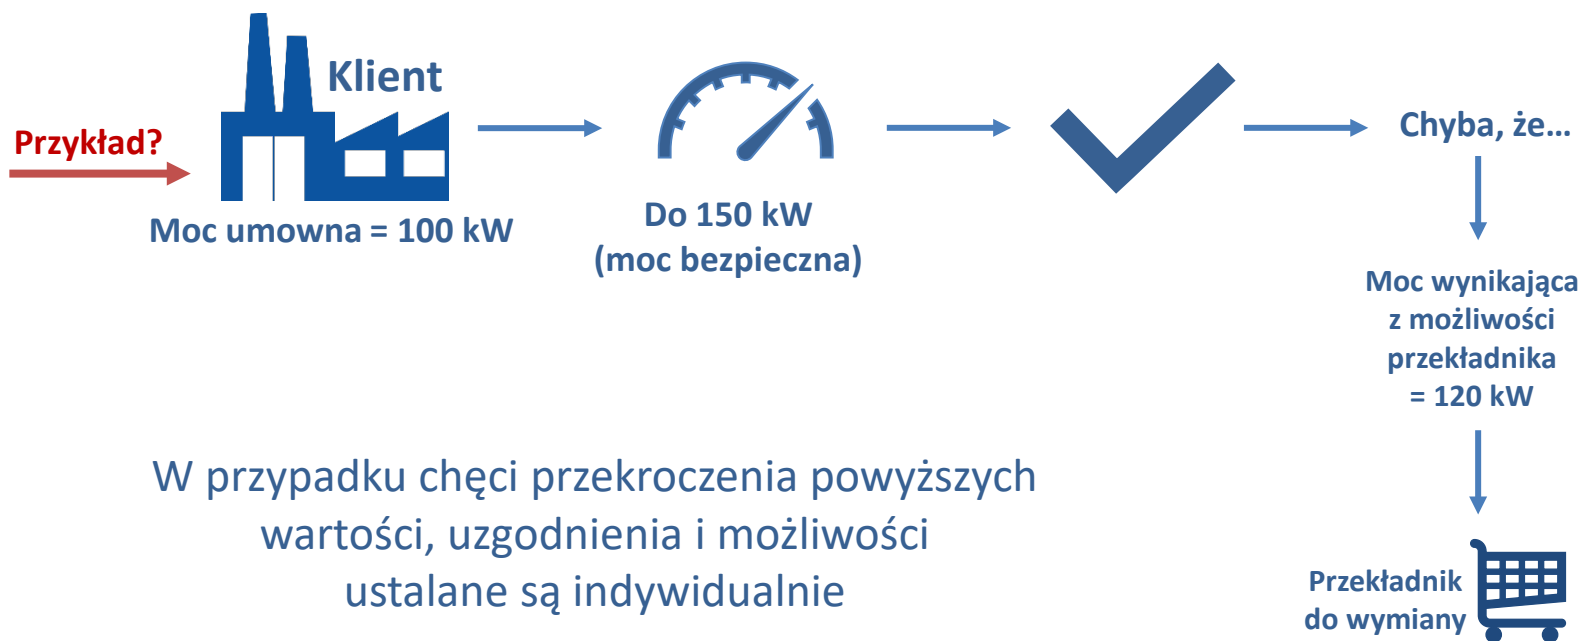 Przykład?
Klient
Moc umowna = 100 kW
Do 150 kW
(moc bezpieczna)
Chyba, że...
Moc wynikająca
z możliwości
przekładnika
= 120 kW
Przekładnik
do wymiany
W przypadku chęci przekroczenia powyższych
wartości, uzgodnienia i możliwości
ustalane są indywidualnie